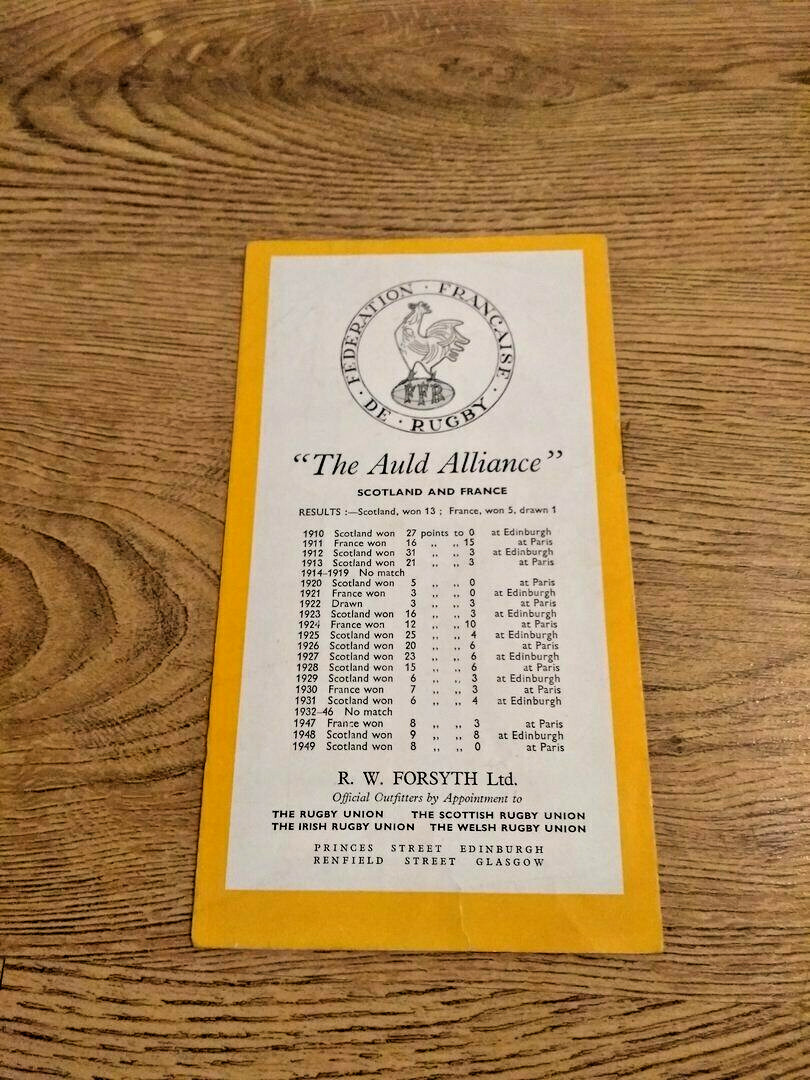 FEDERATION · FRANÇAISE
· DE · RUGBY ·
FFR
"The Auld Alliance"
SCOTLAND AND FRANCE
RESULTS :—Scotland, won 13 ; France, won 5, drawn 1
1910 Scotland won 27 points to 0 at Edinburgh
1911 France won 16 ,, ,, 15 at Paris
1912 Scotland won 31 ,, ,, 3 at Edinburgh
1913 Scotland won 21 ,, ,, 3 at Paris
1914–1919 No match
1920 Scotland won 5 ,, ,, 0 at Paris
1921 France won 3 ,, ,, 0 at Edinburgh
1922 Drawn 3 ,, ,, 3 at Paris
1923 Scotland won 16 ,, ,, 3 at Edinburgh
1924 France won 12 ,, ,, 10 at Paris
1925 Scotland won 25 ,, ,, 4 at Edinburgh
1926 Scotland won 20 ,, ,, 6 at Paris
1927 Scotland won 23 ,, ,, 6 at Edinburgh
1928 Scotland won 15 ,, ,, 6 at Paris
1929 Scotland won 6 ,, ,, 3 at Edinburgh
1930 France won 7 ,, ,, 3 at Paris
1931 Scotland won 6 ,, ,, 4 at Edinburgh
1932–46 No match
1947 France won 8 ,, ,, 3 at Paris
1948 Scotland won 9 ,, ,, 8 at Edinburgh
1949 Scotland won 8 ,, ,, 0 at Paris
R. W. FORSYTH Ltd.
Official Outfitters by Appointment to
THE RUGBY UNION THE SCOTTISH RUGBY UNION
THE IRISH RUGBY UNION THE WELSH RUGBY UNION
PRINCES STREET EDINBURGH
RENFIELD STREET GLASGOW